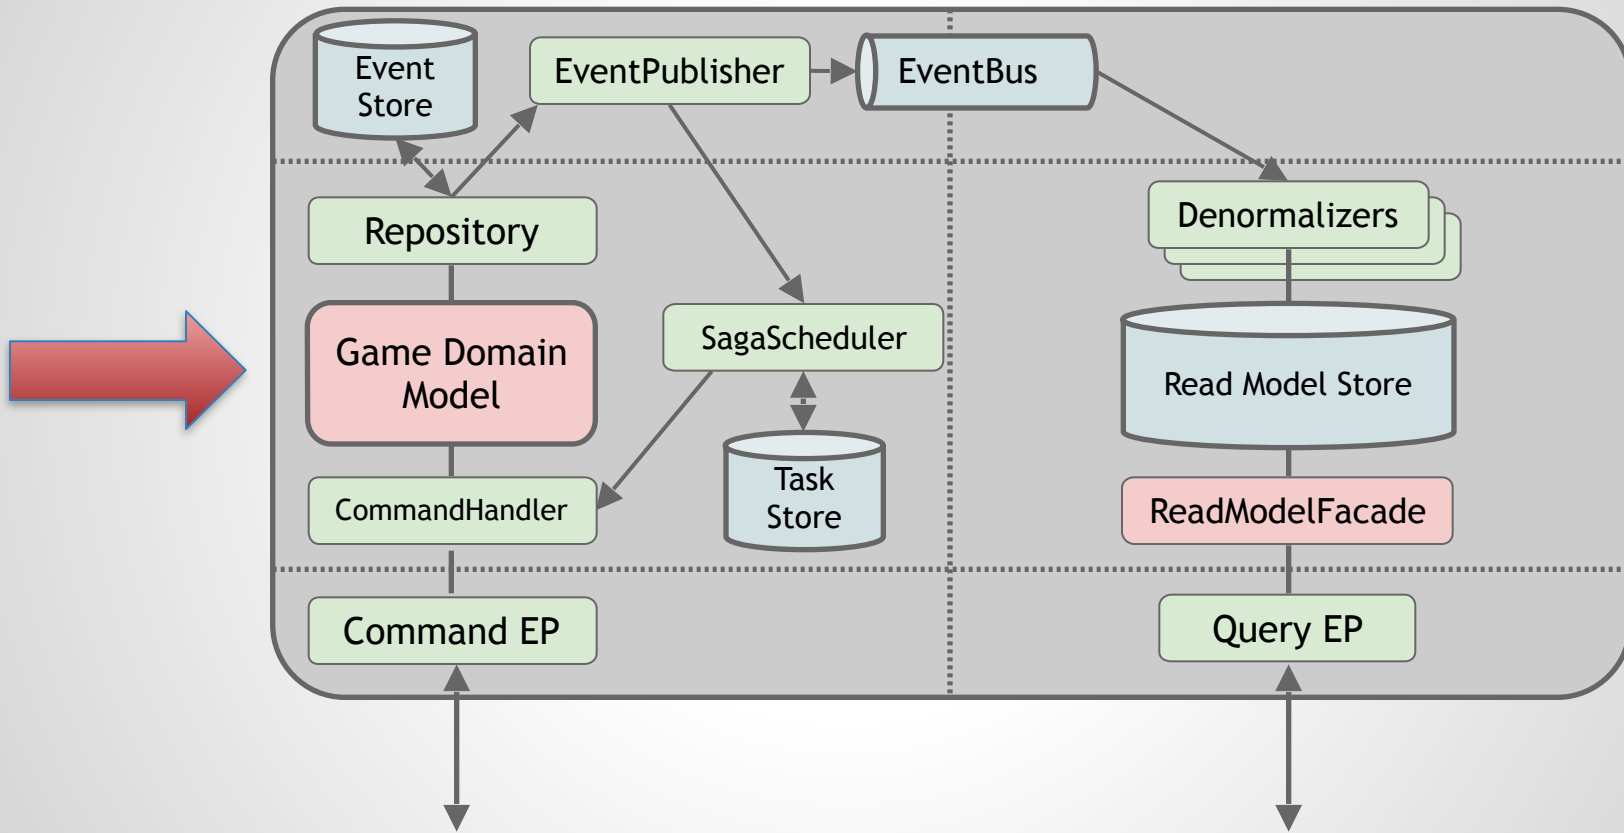 Event
Store
EventPublisher
EventBus
Repository
Denormalizers
Game Domain
Model
SagaScheduler
Read Model Store
CommandHandler
Task
Store
ReadModelFacade
Command EP
Query EP